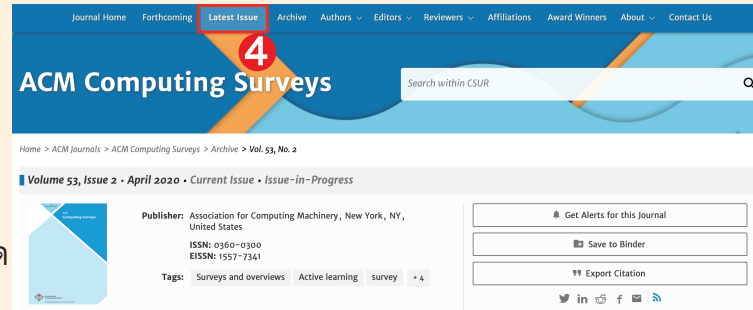 Journal Home Forthcoming Latest Issue Archive Authors Editors Reviewers Affiliations Award Winners About Contact Us
4
ACM Computing Surveys
Search within CSUR
Home > ACM Journals > ACM Computing Surveys > Archive > Vol. 53, No. 2
Volume 53, Issue 2 • April 2020 • Current Issue • Issue-in-Progress
Publisher: Association for Computing Machinery, New York, NY,
United States
ISSN: 0360-0300
EISSN: 1557-7341
Tags: Surveys and overviews Active learning survey + 4
Get Alerts for this Journal
Save to Binder
Export Citation
Computing Surveys